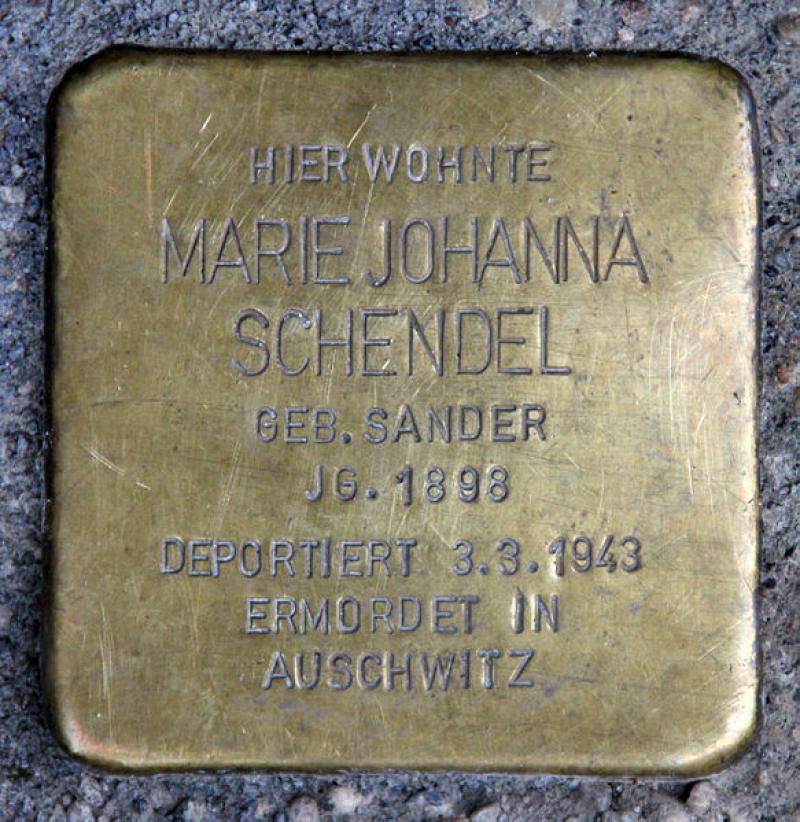 HIER WOHNTE
MARIE JOHANNA
SCHENDEL
GEB. SANDER
JG. 1898
DEPORTIERT 3.3.1943
ERMORDET IN
AUSCHWITZ